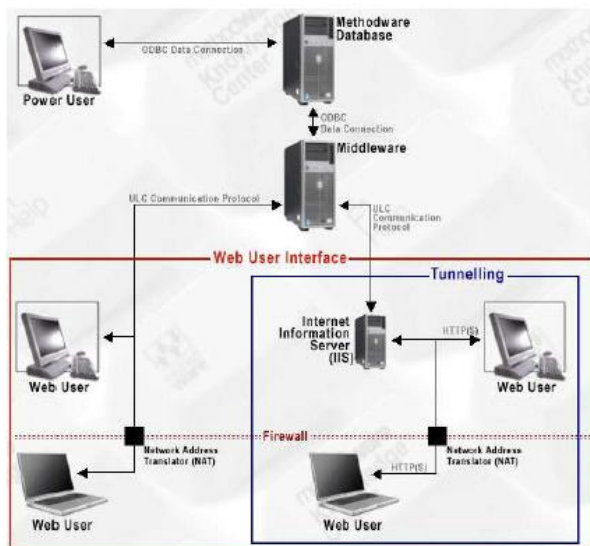 Methodware
Database
ODBC Data Connection
Power User
ODBC
Data Connection
Middleware
ULC Communication Protocol
ULC
Communication
Protocol
Web User Interface
Tunnelling
Internet
Information
Server
(IIS)
HTTP(S)
Web User
Web User
Firewall
Network Address
Translator (NAT)
Network Address
Translator (NAT)
HTTP(S)
Web User
Web User